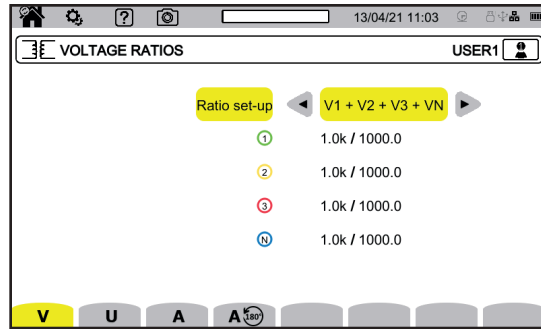 13/04/21 11:03
VOLTAGE RATIOS USER1
Ratio set-up V1 + V2 + V3 + VN
1 1.0k / 1000.0
2 1.0k / 1000.0
3 1.0k / 1000.0
N 1.0k / 1000.0
V U A A 180°